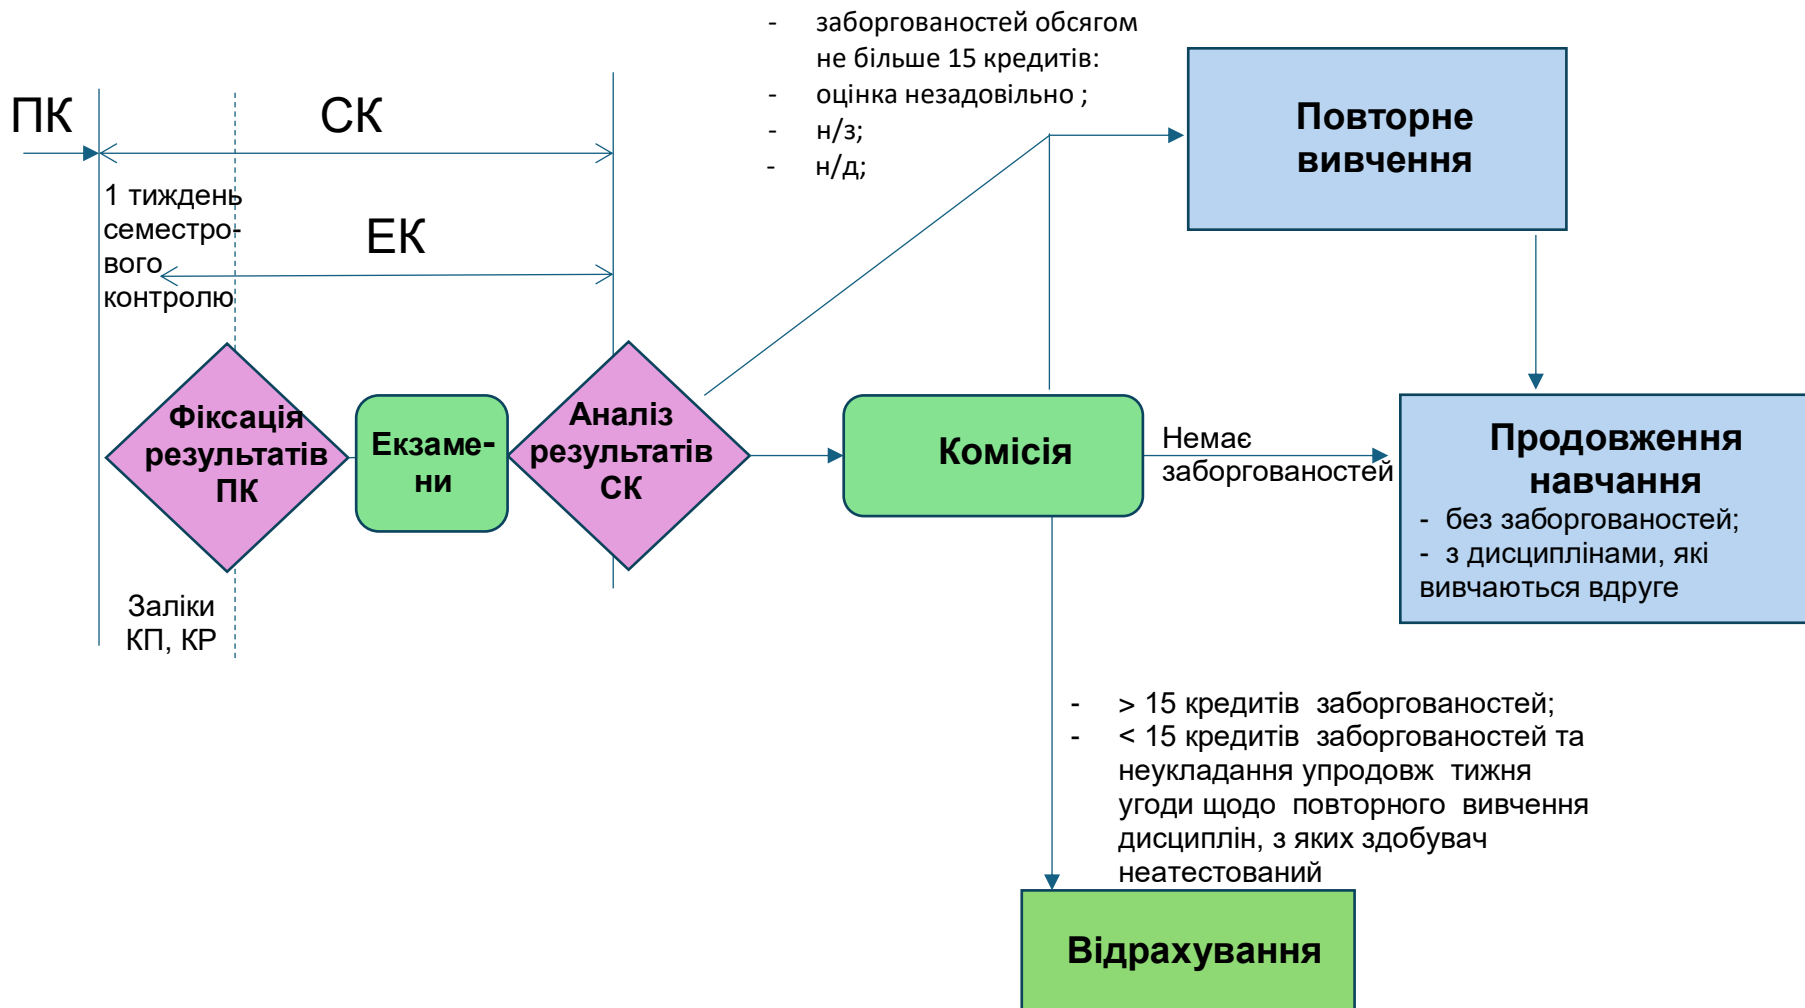 ПК
СК
1 тиждень
семестро-
вого
контролю
ЕК
- заборгованостей обсягом
не більше 15 кредитів:
- оцінка незадовільно ;
- н/з;
- н/д;
Повторне
вивчення
Фіксація
результатів
ПК
Екзаме-
ни
Аналіз
результатів
СК
Комісія
Немає
заборгованостей
Продовження
навчання
- без заборгованостей;
- з дисциплінами, які
вивчаються вдруге
Заліки
КП, КР
- > 15 кредитів заборгованостей;
- < 15 кредитів заборгованостей та
неукладання упродовж тижня
угоди щодо повторного вивчення
дисциплін, з яких здобувач
неатестований
Відрахування